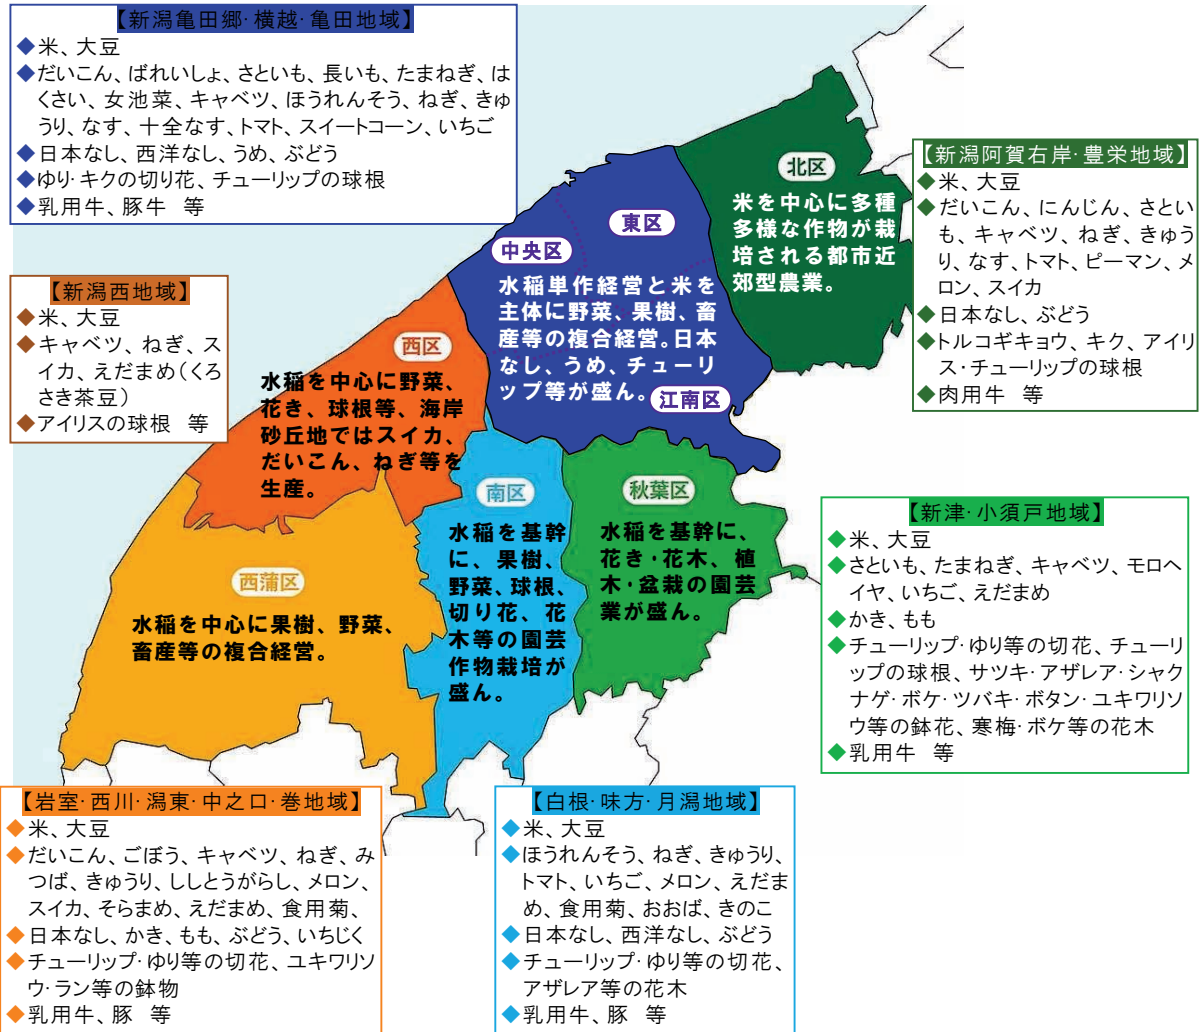 【新潟亀田郷･横越･亀田地域】
◆米、大豆
◆だいこん、ばれいしょ、さといも、長いも、たまねぎ、は
くさい、女池菜、キャベツ、ほうれんそう、ねぎ、きゅ
うり、なす、十全なす、トマト、スイートコーン、いちご
◆日本なし、西洋なし、うめ、ぶどう
◆ゆり･キクの切り花、チューリップの球根
◆乳用牛、豚牛　等
北区
米を中心に多種
多様な作物が栽
培される都市近
郊型農業。
【新潟阿賀右岸･豊栄地域】
◆米、大豆
◆だいこん、にんじん、さとい
も、キャベツ、ねぎ、きゅう
り、なす、トマト、ピーマン、メ
ロン、スイカ
◆日本なし、ぶどう
◆トルコギキョウ、キク、アイリ
ス･チューリップの球根
◆肉用牛　等
東区
中央区
水稲単作経営と米を
主体に野菜、果樹、畜
産等の複合経営。日本
なし、うめ、チューリ
ップ等が盛ん。
江南区
【新潟西地域】
◆米、大豆
◆キャベツ、ねぎ、ス
イカ、えだまめ（くろ
さき茶豆）
◆アイリスの球根　等
西区
水稲を中心に野菜、
花き、球根等、海岸
砂丘地ではスイカ、
だいこん、ねぎ等を
生産。
南区
水稲を基幹
に、果樹、
野菜、球根、
切り花、花
木等の園芸
作物栽培が
盛ん。
秋葉区
水稲を基幹に、
花き･花木、植
木･盆栽の園芸
業が盛ん。
【新津･小須戸地域】
◆米、大豆
◆さといも、たまねぎ、キャベツ、モロヘ
イヤ、いちご、えだまめ
◆かき、もも
◆チューリップ･ゆり等の切花、チューリ
ップの球根、サツキ･アザレア･シャク
ナゲ･ボケ･ツバキ･ボタン･ユキワリソ
ウ等の鉢花、寒梅･ボケ等の花木
◆乳用牛　等
西蒲区
水稲を中心に果樹、野菜、
畜産等の複合経営。
【岩室･西川･潟東･中之口･巻地域】
◆米、大豆
◆だいこん、ごぼう、キャベツ、ねぎ、み
つば、きゅうり、ししとうがらし、メロン、
スイカ、そらまめ、えだまめ、食用菊、
◆日本なし、かき、もも、ぶどう、いちじく
◆チューリップ･ゆり等の切花、ユキワリソ
ウ･ラン等の鉢物
◆乳用牛、豚　等
【白根･味方･月潟地域】
◆米、大豆
◆ほうれんそう、ねぎ、きゅうり、
トマト、いちご、メロン、えだま
め、食用菊、おおば、きのこ
◆日本なし、西洋なし、ぶどう
◆チューリップ･ゆり等の切花、
アザレア等の花木
◆乳用牛、豚　等